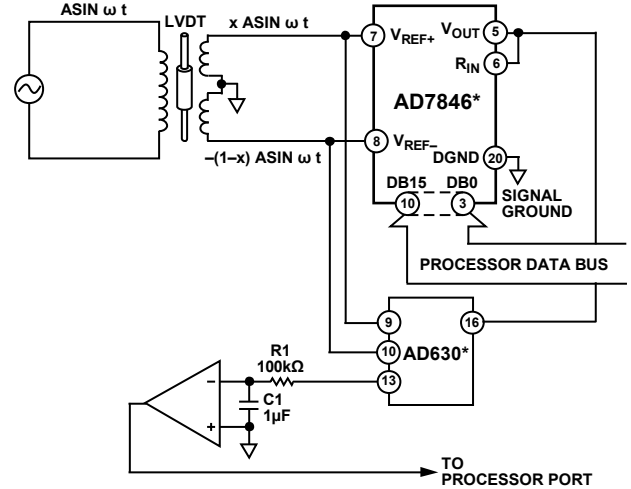 ASIN ω t
LVDT
x ASIN ω t
–(1–x) ASIN ω t
7
VREF+
VOUT
5
RIN
6
AD7846*
8
VREF–
DGND
20
DB15
DB0
10
3
SIGNAL
GROUND
PROCESSOR DATA BUS
9
16
10
AD630*
13
R1
100kΩ
C1
1µF
–
+
TO
PROCESSOR PORT